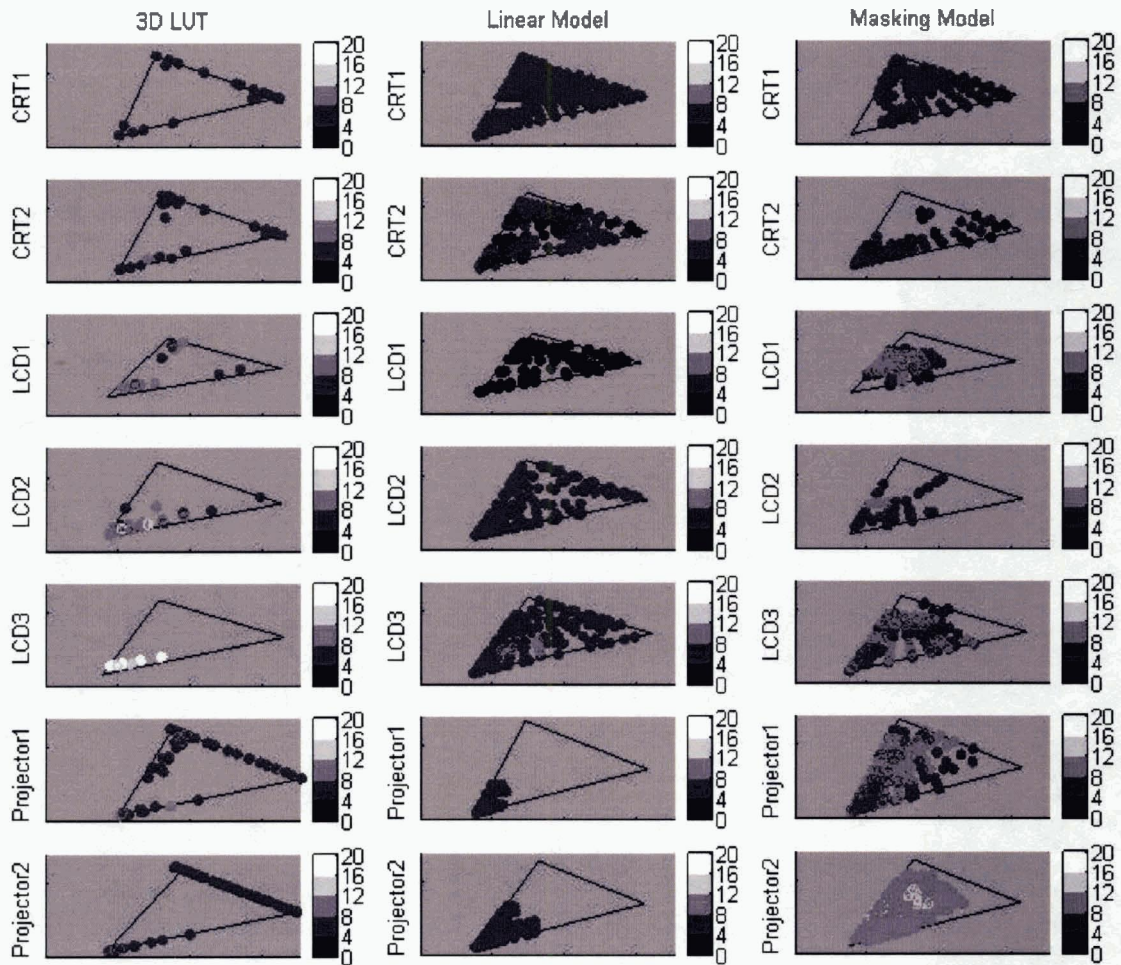 3D LUT Linear Model Masking Model
CRT1 20 16 12 8 4 0 CRT1 20 16 12 8 4 0 CRT1 20 16 12 8 4 0
CRT2 20 16 12 8 4 0 CRT2 20 16 12 8 4 0 CRT2 20 16 12 8 4 0
LCD1 20 16 12 8 4 0 LCD1 20 16 12 8 4 0 LCD1 20 16 12 8 4 0
LCD2 20 16 12 8 4 0 LCD2 20 16 12 8 4 0 LCD2 20 16 12 8 4 0
LCD3 20 16 12 8 4 0 LCD3 20 16 12 8 4 0 LCD3 20 16 12 8 4 0
Projector1 20 16 12 8 4 0 Projector1 20 16 12 8 4 0 Projector1 20 16 12 8 4 0
Projector2 20 16 12 8 4 0 Projector2 20 16 12 8 4 0 Projector2 20 16 12 8 4 0